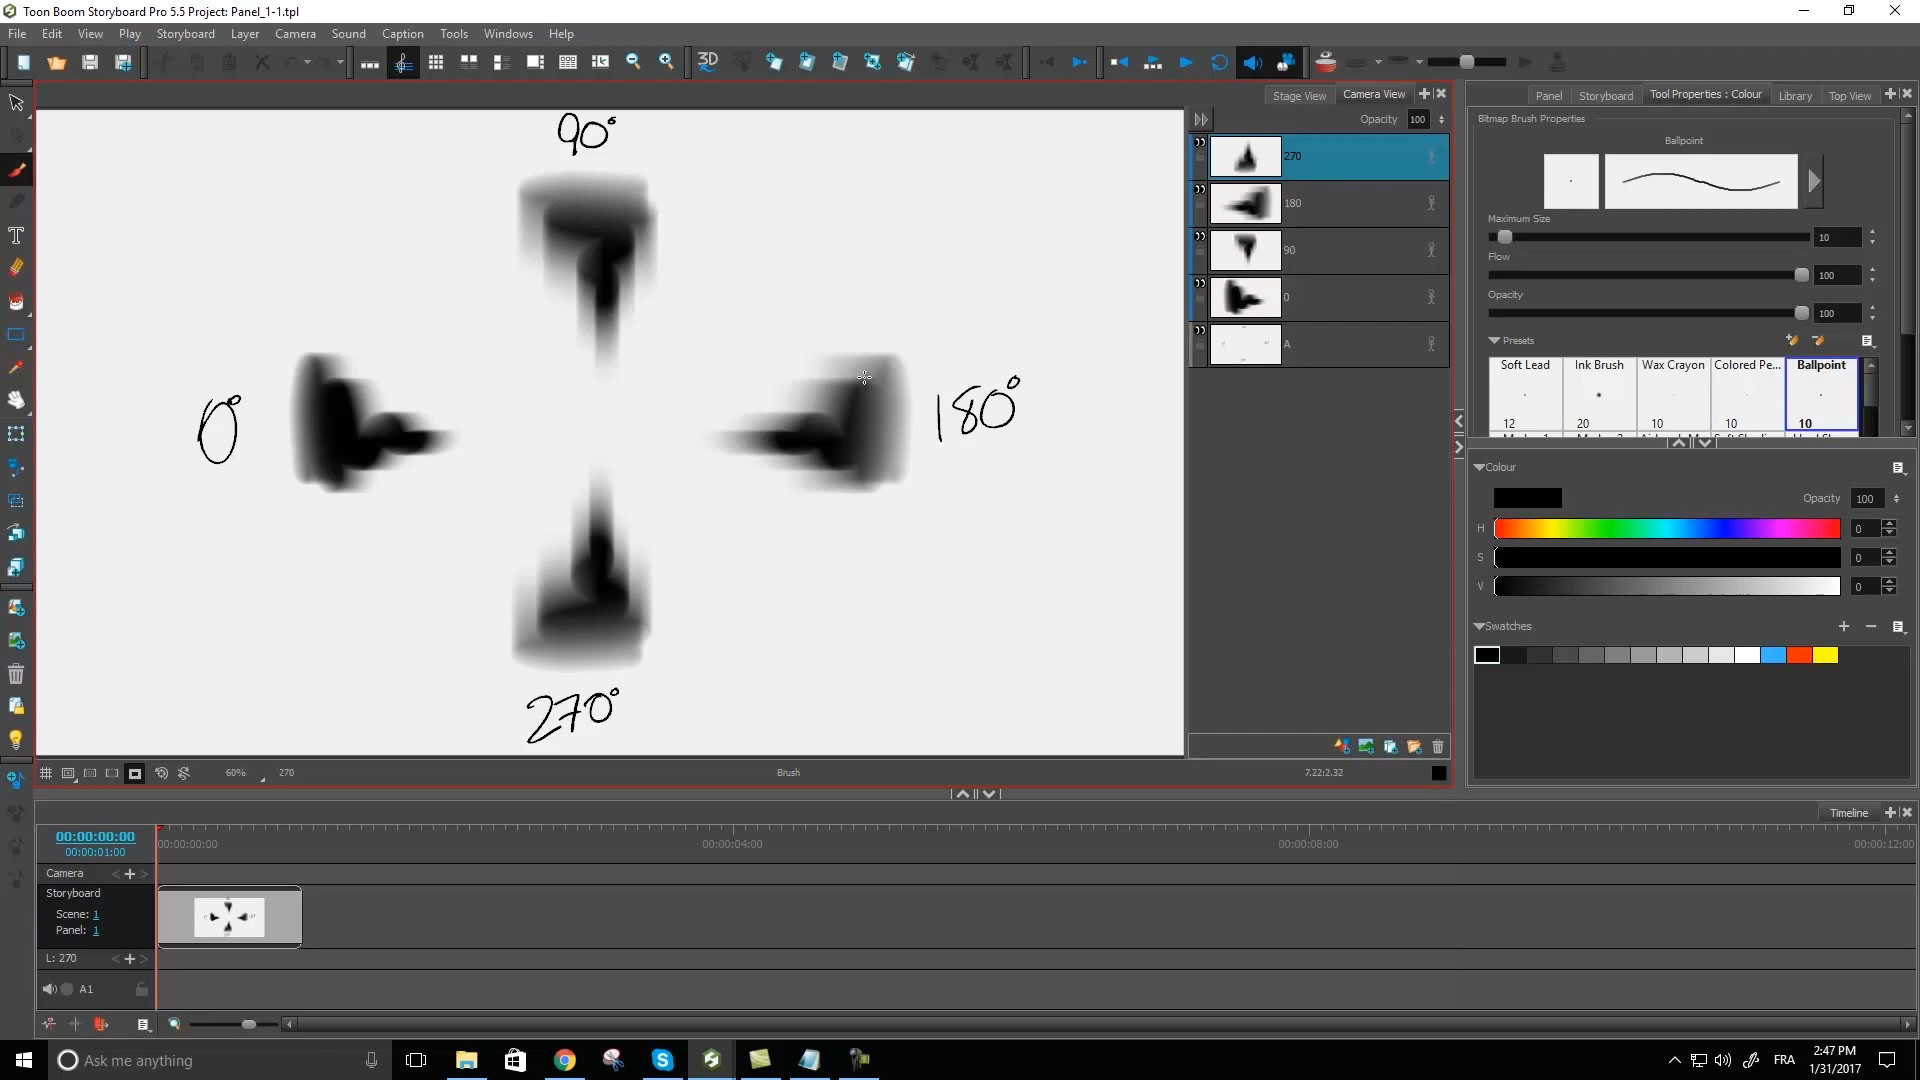 Toon Boom Storyboard Pro 5.5 Project: Panel_1-1.tpl
File Edit View Play Storyboard Layer Camera Sound Caption Tools Windows Help
3D
Stage View Camera View
Panel Storyboard Tool Properties : Colour Library Top View
Opacity 100
270
180
90
0
A
90°
0°
180°
270°
Bitmap Brush Properties
Ballpoint
Maximum Size
10
Flow
100
Opacity
100
Presets
Soft Lead Ink Brush Wax Crayon Colored Pe... Ballpoint
12 20 10 10 10
Colour
Opacity 100
H 0
S 0
V 0
Swatches
60% 270 Brush 7.22:2.32
Timeline
00:00:00:00
00:00:01:00
00:00:00:00 00:00:04:00 00:00:08:00 00:00:12:00
Camera
Storyboard
Scene: 1
Panel: 1
L: 270
A1
Ask me anything
FRA
2:47 PM
1/31/2017